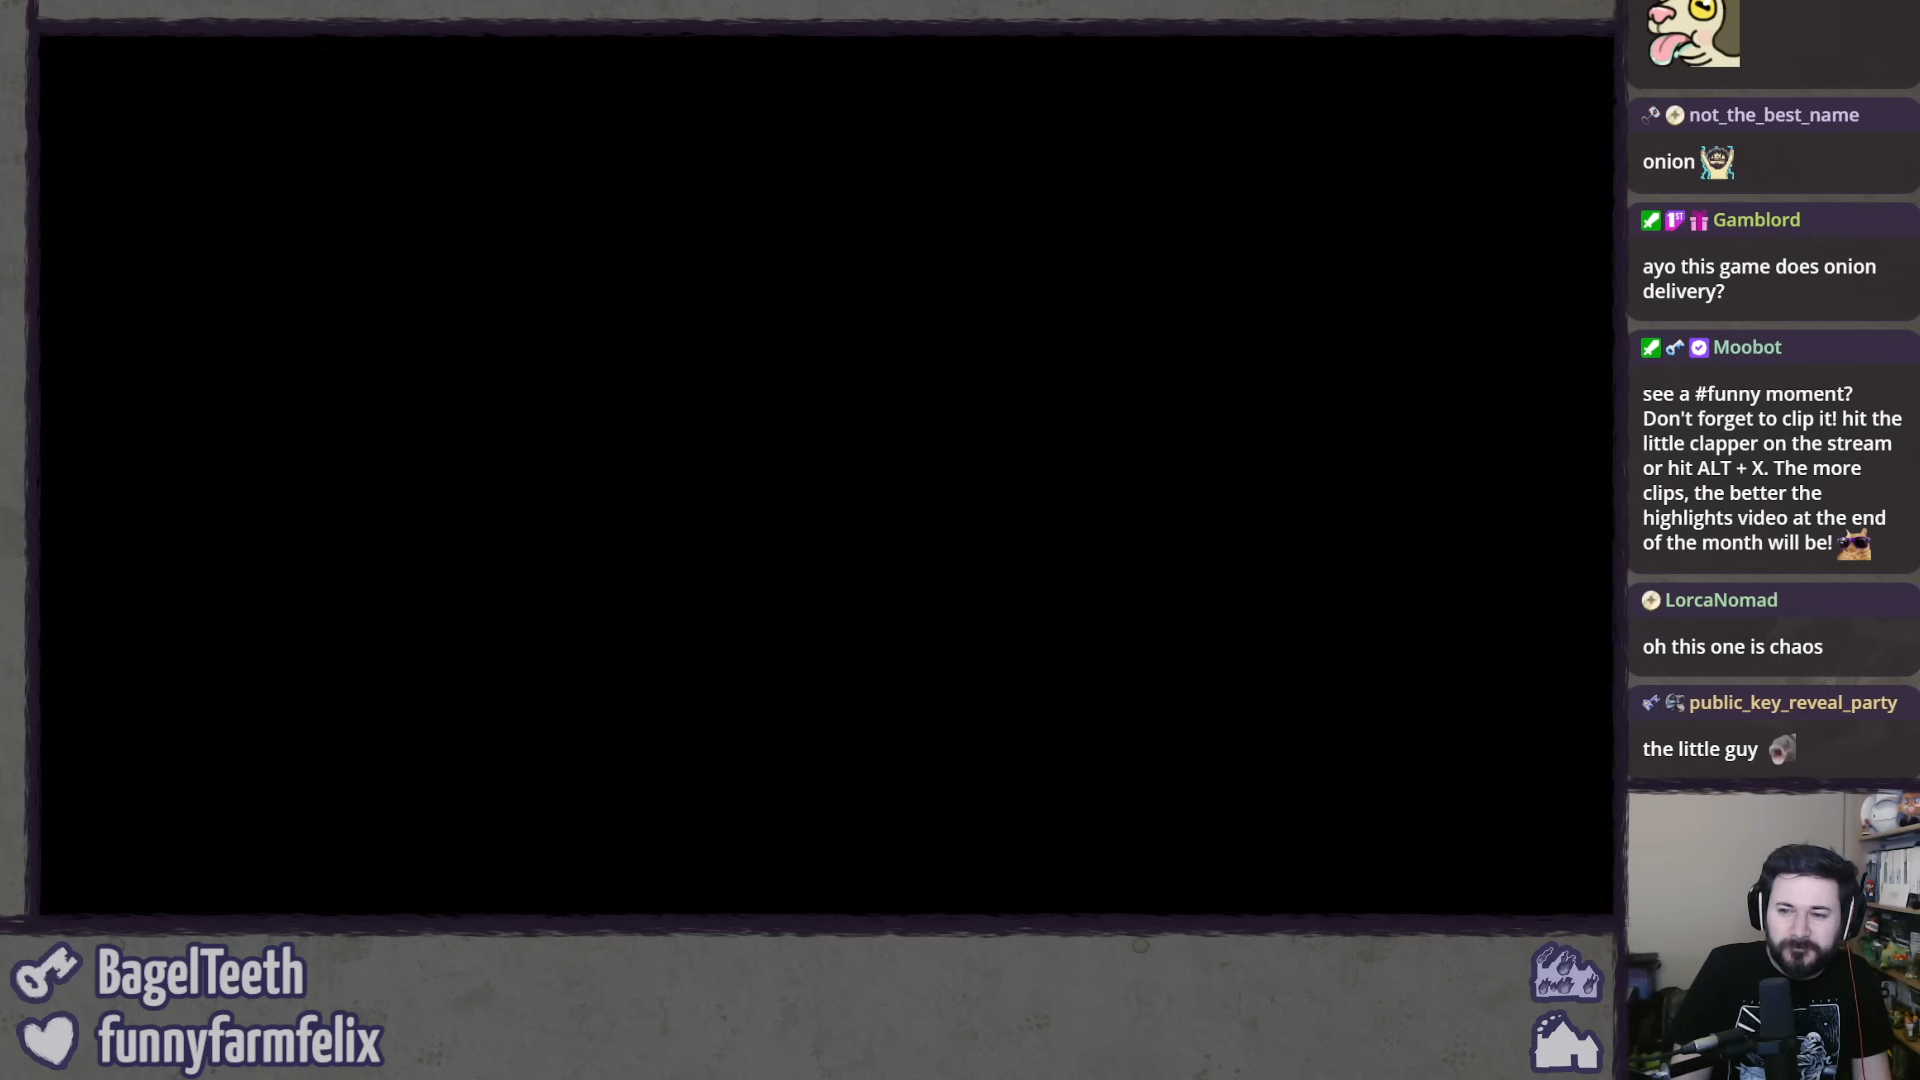 not_the_best_name
onion
Gamblord
ayo this game does onion
delivery?
Moobot
see a #funny moment?
Don't forget to clip it! hit the
little clapper on the stream
or hit ALT + X. The more
clips, the better the
highlights video at the end
of the month will be!
LorcaNomad
oh this one is chaos
public_key_reveal_party
the little guy
BagelTeeth
funnyfarmfelix